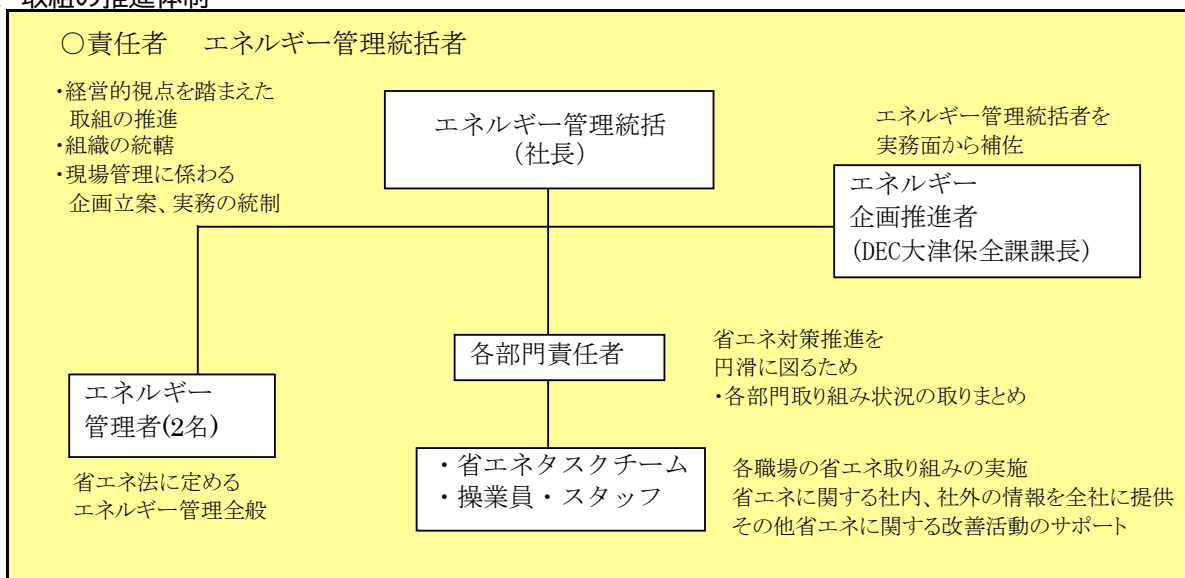 取組の推進体制
○責任者　エネルギー管理統括者
・経営的視点を踏まえた
取組の推進
・組織の統轄
・現場管理に係わる
企画立案、実務の統制
エネルギー管理統括
（社長）
エネルギー管理統括者を
実務面から補佐
エネルギー
企画推進者
（DEC大津保全課課長）
各部門責任者
省エネ対策推進を
円滑に図るため
・各部門取り組み状況の取りまとめ
エネルギー
管理者(2名)
省エネ法に定める
エネルギー管理全般
・省エネタスクチーム
・操業員・スタッフ
各職場の省エネ取り組みの実施
省エネに関する社内、社外の情報を全社に提供
その他省エネに関する改善活動のサポート